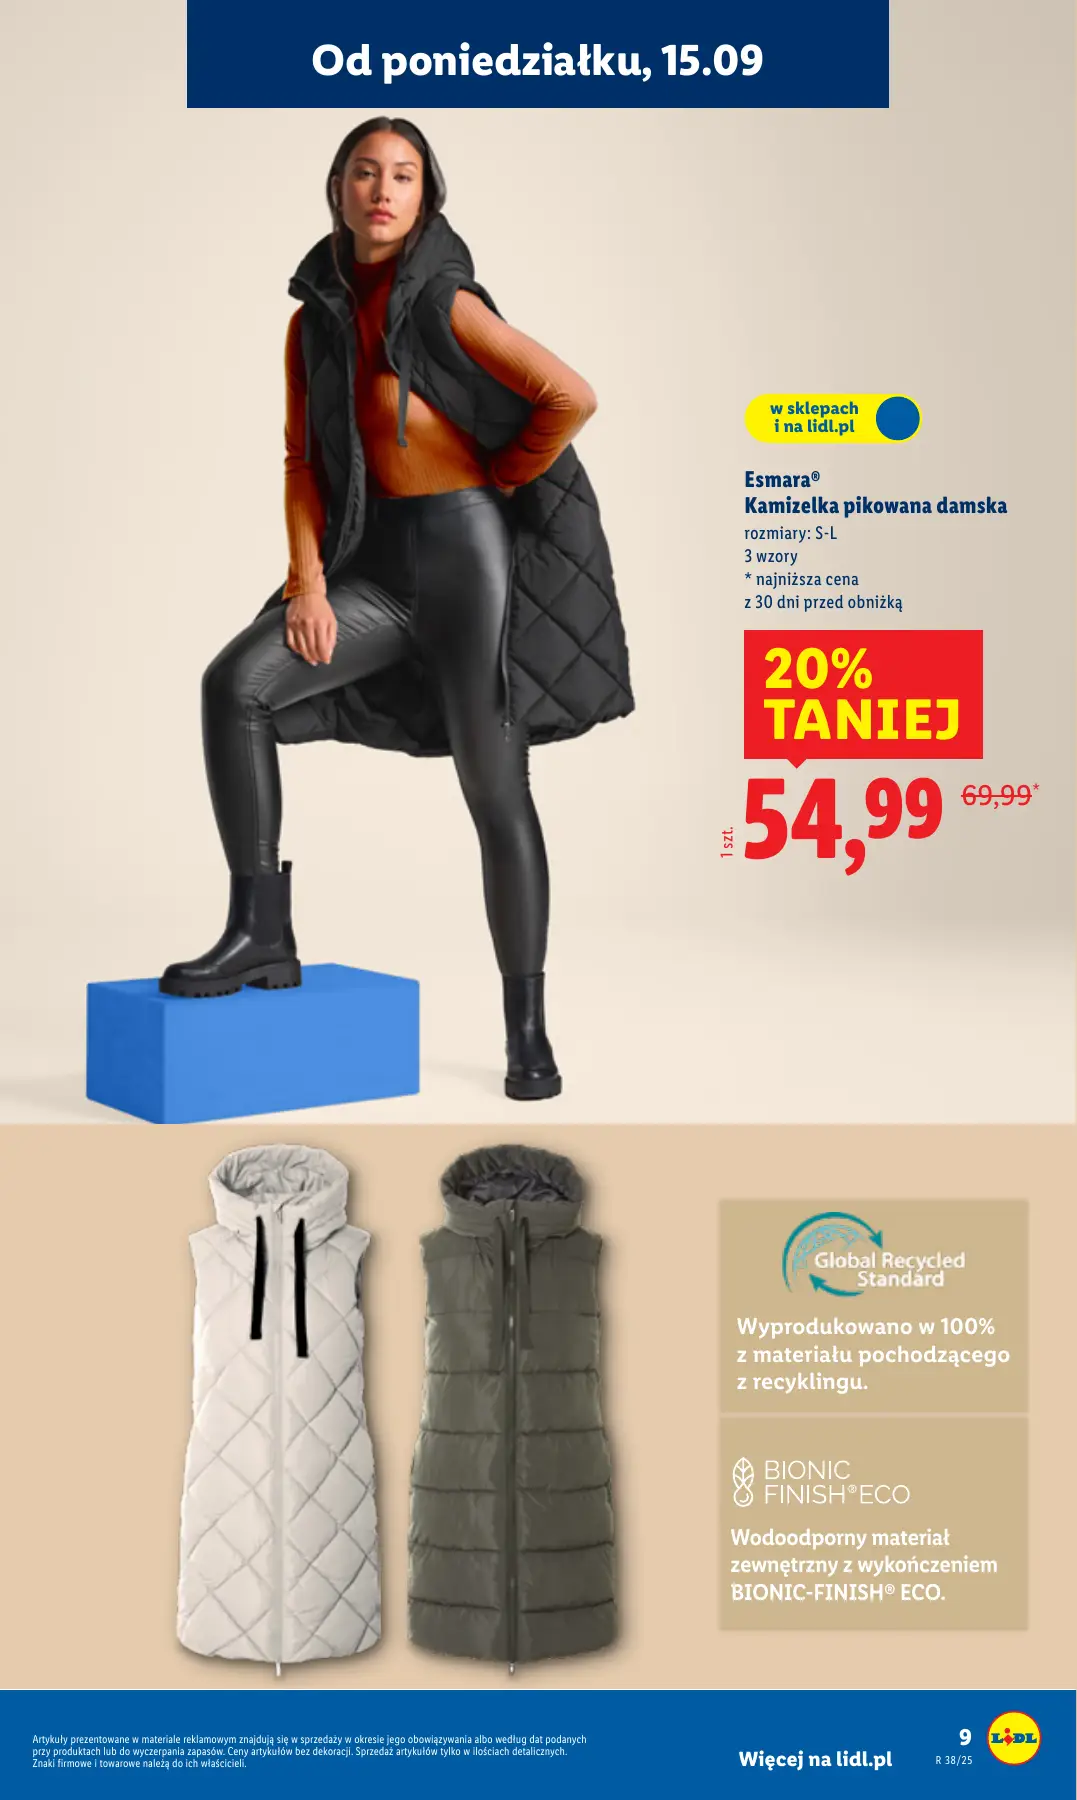 Od poniedziałku, 15.09
w sklepach
i na lidl.pl
Esmara®
Kamizelka pikowana damska
rozmiary: S-L
3 wzory
* najniższa cena
z 30 dni przed obniżką
20%
TANIEJ
1 szt.
54,99
69,99*
Global Recycled
Standard
Wyprodukowano w 100%
z materiału pochodzącego
z recyklingu.
BIONIC
FINISH®ECO
Wodoodporny materiał
zewnętrzny z wykończeniem
BIONIC-FINISH® ECO.
Artykuły prezentowane w materiale reklamowym znajdują się w sprzedaży w okresie jego obowiązywania albo według dat podanych
przy produktach lub do wyczerpania zapasów. Ceny artykułów bez dekoracji. Sprzedaż artykułów tylko w ilościach detalicznych.
Znaki firmowe i towarowe należą do ich właścicieli.
Więcej na lidl.pl
9
R 38/25
LIDL